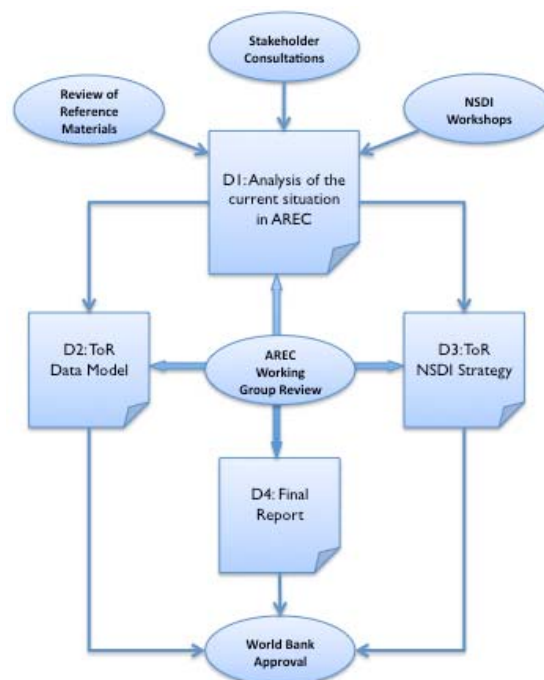 Stakeholder
Consultations
Review of
Reference
Materials
NSDI
Workshops
D1: Analysis of the
current situation
in AREC
D2: ToR
Data Model
AREC
Working
Group Review
D3: ToR
NSDI Strategy
D4: Final
Report
World Bank
Approval